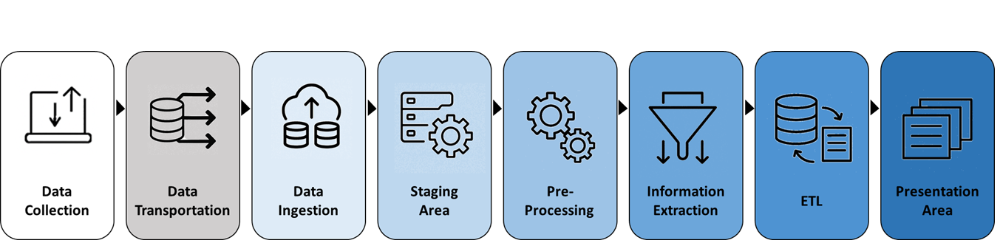 Data
Collection
Data
Transportation
Data
Ingestion
Staging
Area
Pre-
Processing
Information
Extraction
ETL
Presentation
Area